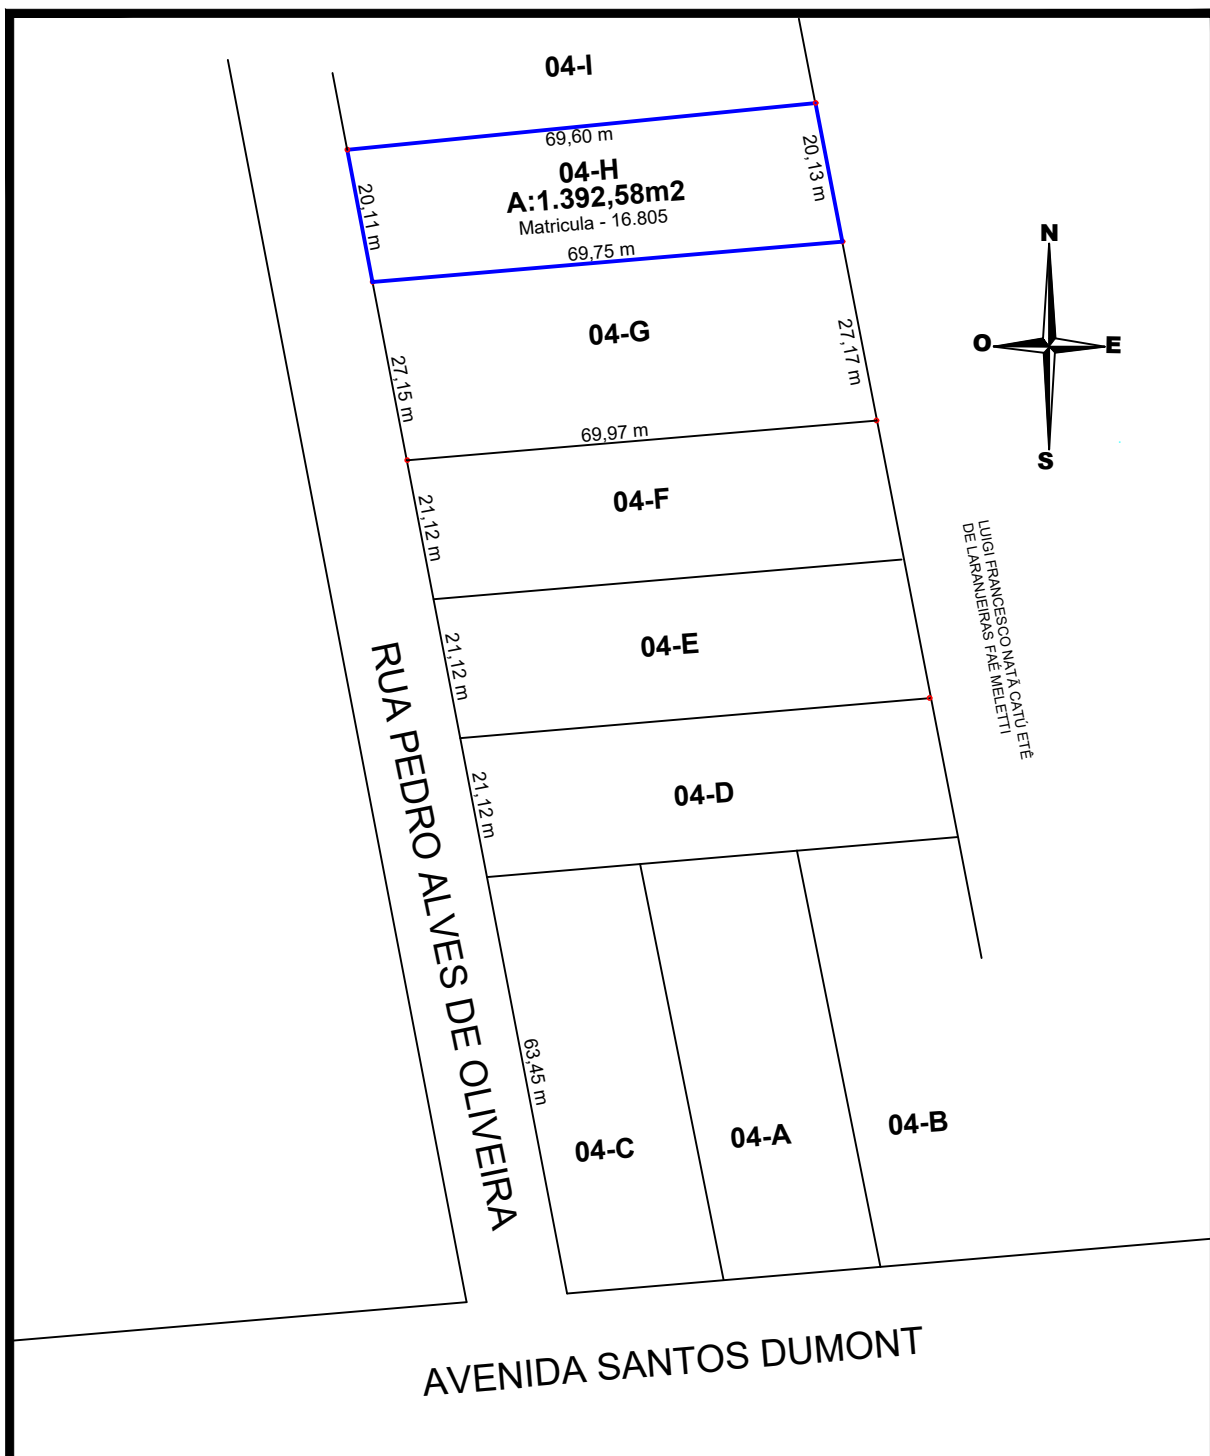 04-I
69,60 m
04-H
A:1.392,58m2
Matricula - 16.805
20,11 m
20,13 m
69,75 m
N
O
E
S
04-G
27,15 m
27,17 m
69,97 m
04-F
21,12 m
LUIGI FRANCESCO NATÃ CATÚ ETÊ
DE LARANJEIRAS FAÉ MELETTI
04-E
21,12 m
RUA PEDRO ALVES DE OLIVEIRA
04-D
21,12 m
63,45 m
04-C
04-A
04-B
AVENIDA SANTOS DUMONT